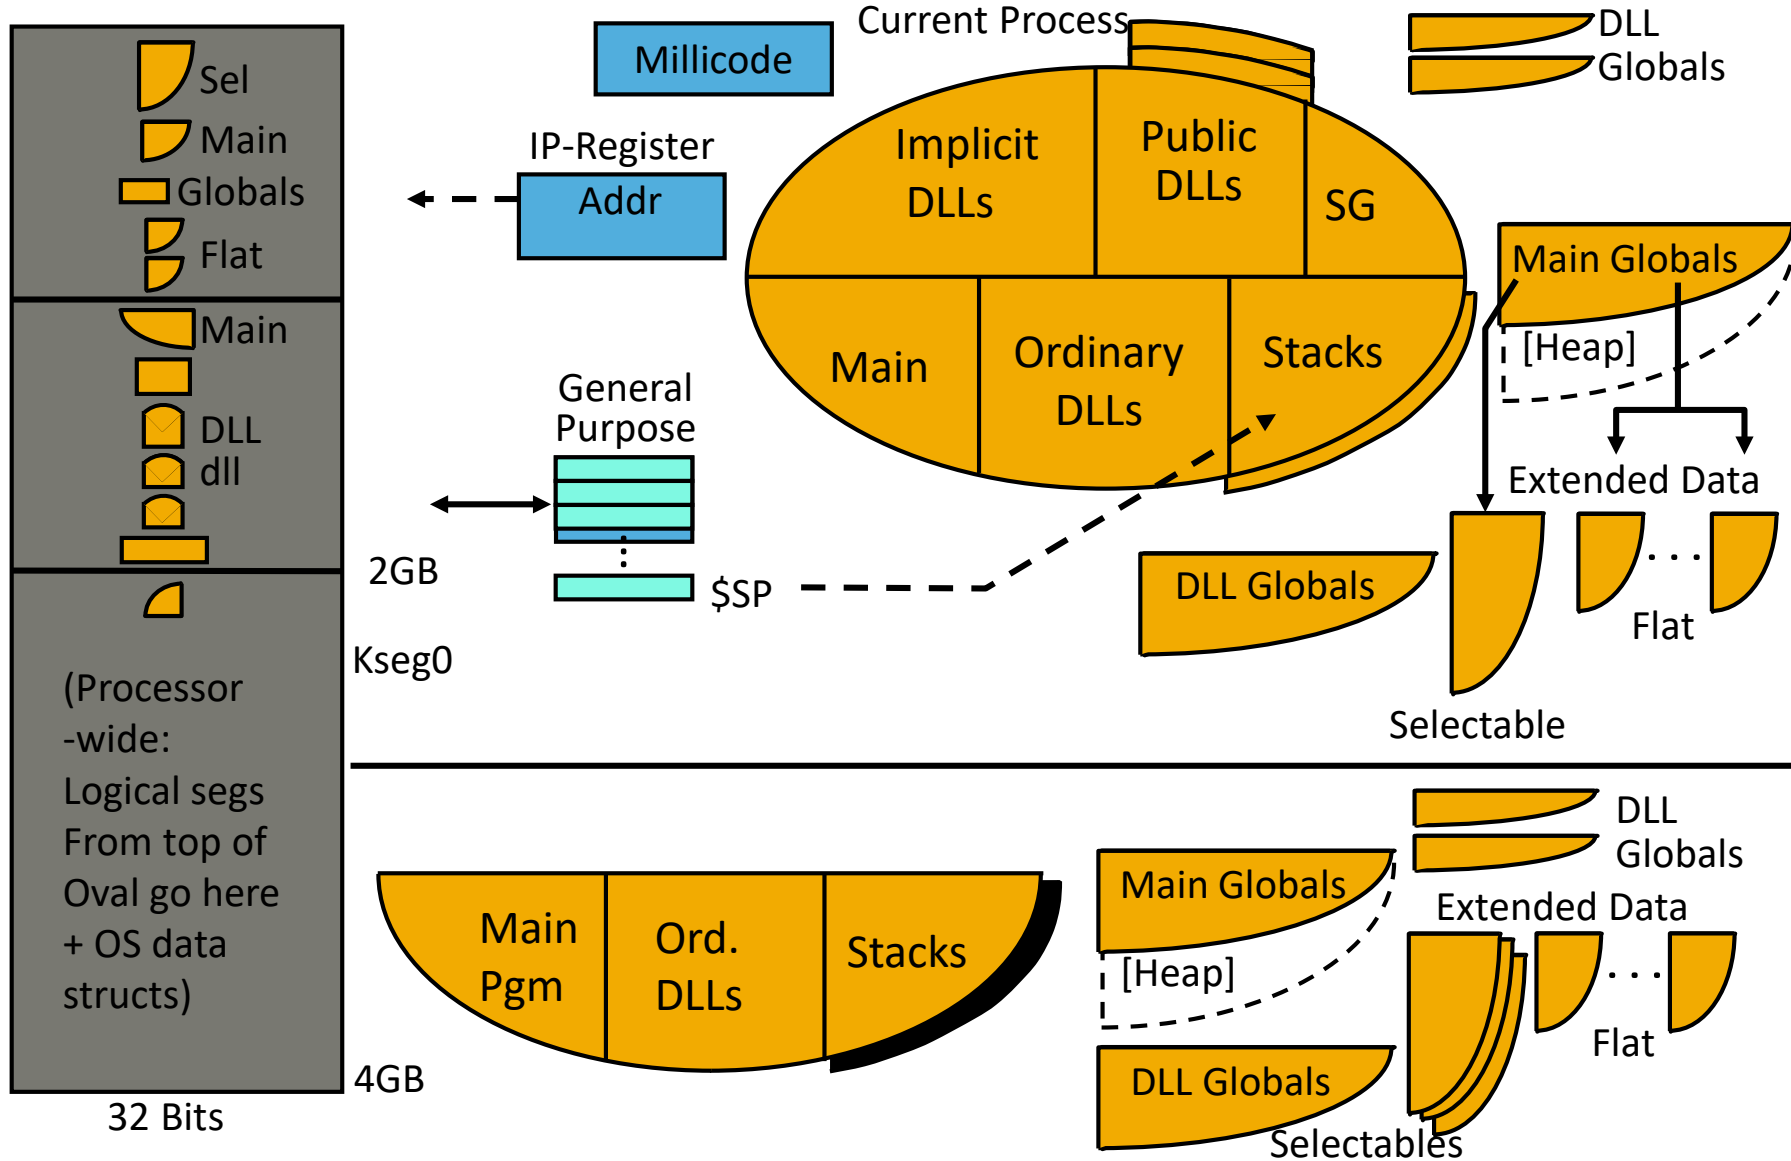 Sel
Main
Globals
Flat
Main
DLL
dll
(Processor
-wide:
Logical segs
From top of
Oval go here
+ OS data
structs)
32 Bits
2GB
Kseg0
4GB
Millicode
IP-Register
Addr
General
Purpose
$SP
Current Process
Implicit
DLLs
Public
DLLs
SG
Main
Ordinary
DLLs
Stacks
DLL
Globals
Main Globals
[Heap]
Extended Data
DLL Globals
Flat
Selectable
Main
Pgm
Ord.
DLLs
Stacks
DLL
Globals
Main Globals
[Heap]
Extended Data
Flat
DLL Globals
Selectables